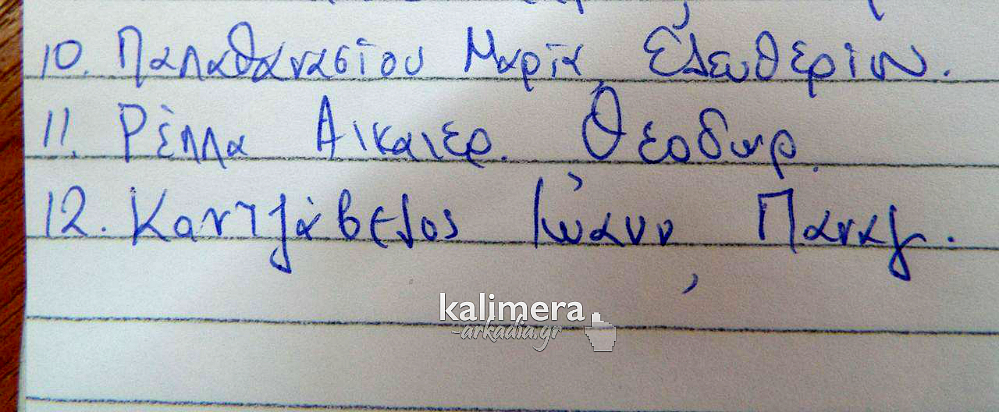 10. Παπαθανασίου Μαρία Ελευθερίου.
11. Ρέππα Αικατερ. Θεοδωρ.
12. Καντζάβελος Ιωάνν, Παναγ.
kalimera
-arkadia.gr